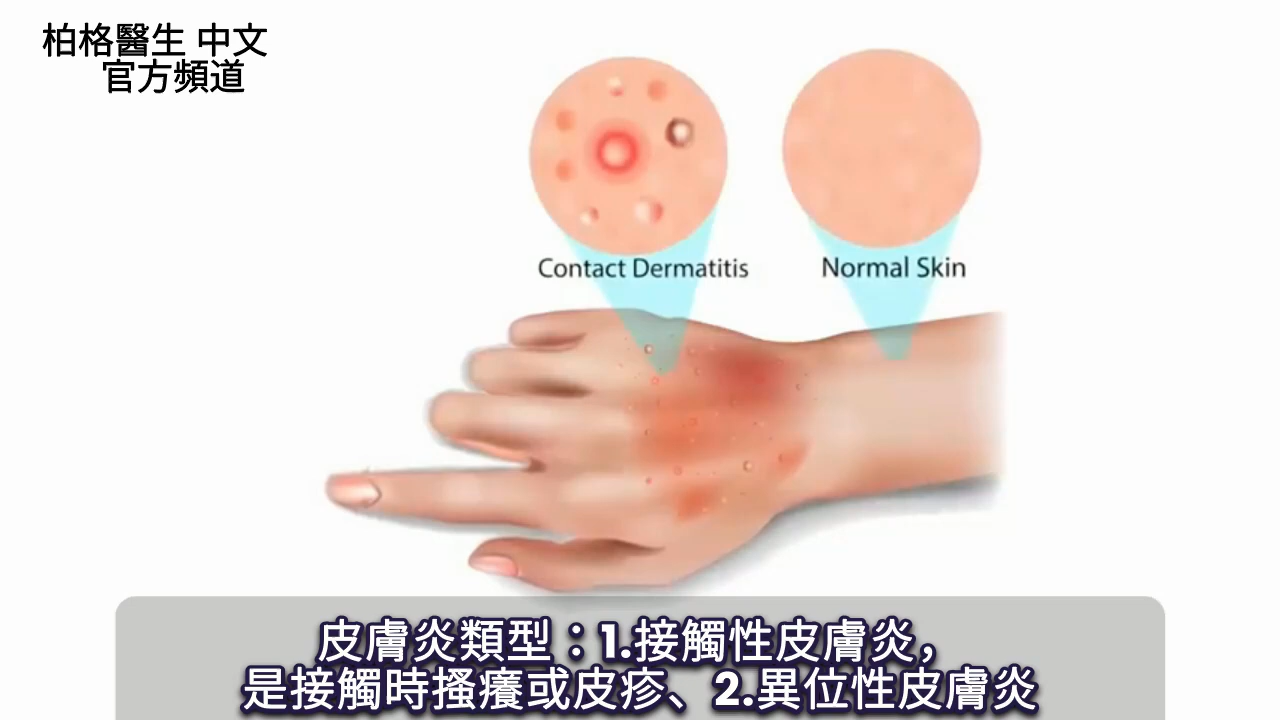 柏格醫生 中文
官方頻道
Contact Dermatitis
Normal Skin
皮膚炎類型：1.接觸性皮膚炎，
是接觸時搔癢或皮疹、2.異位性皮膚炎